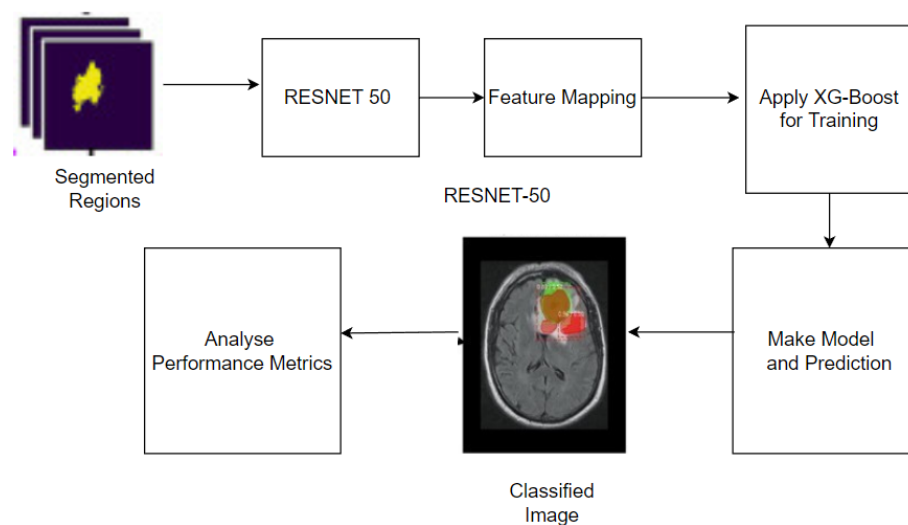 RESNET 50
Feature Mapping
Apply XG-Boost
for Training
Segmented
Regions
RESNET-50
Analyse
Performance Metrics
Make Model
and Prediction
Classified
Image